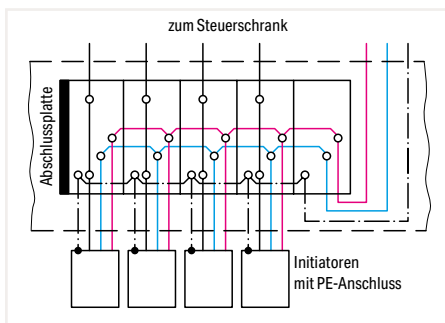 zum Steuerschrank
Abschlussplatte
Initiatoren
mit PE-Anschluss